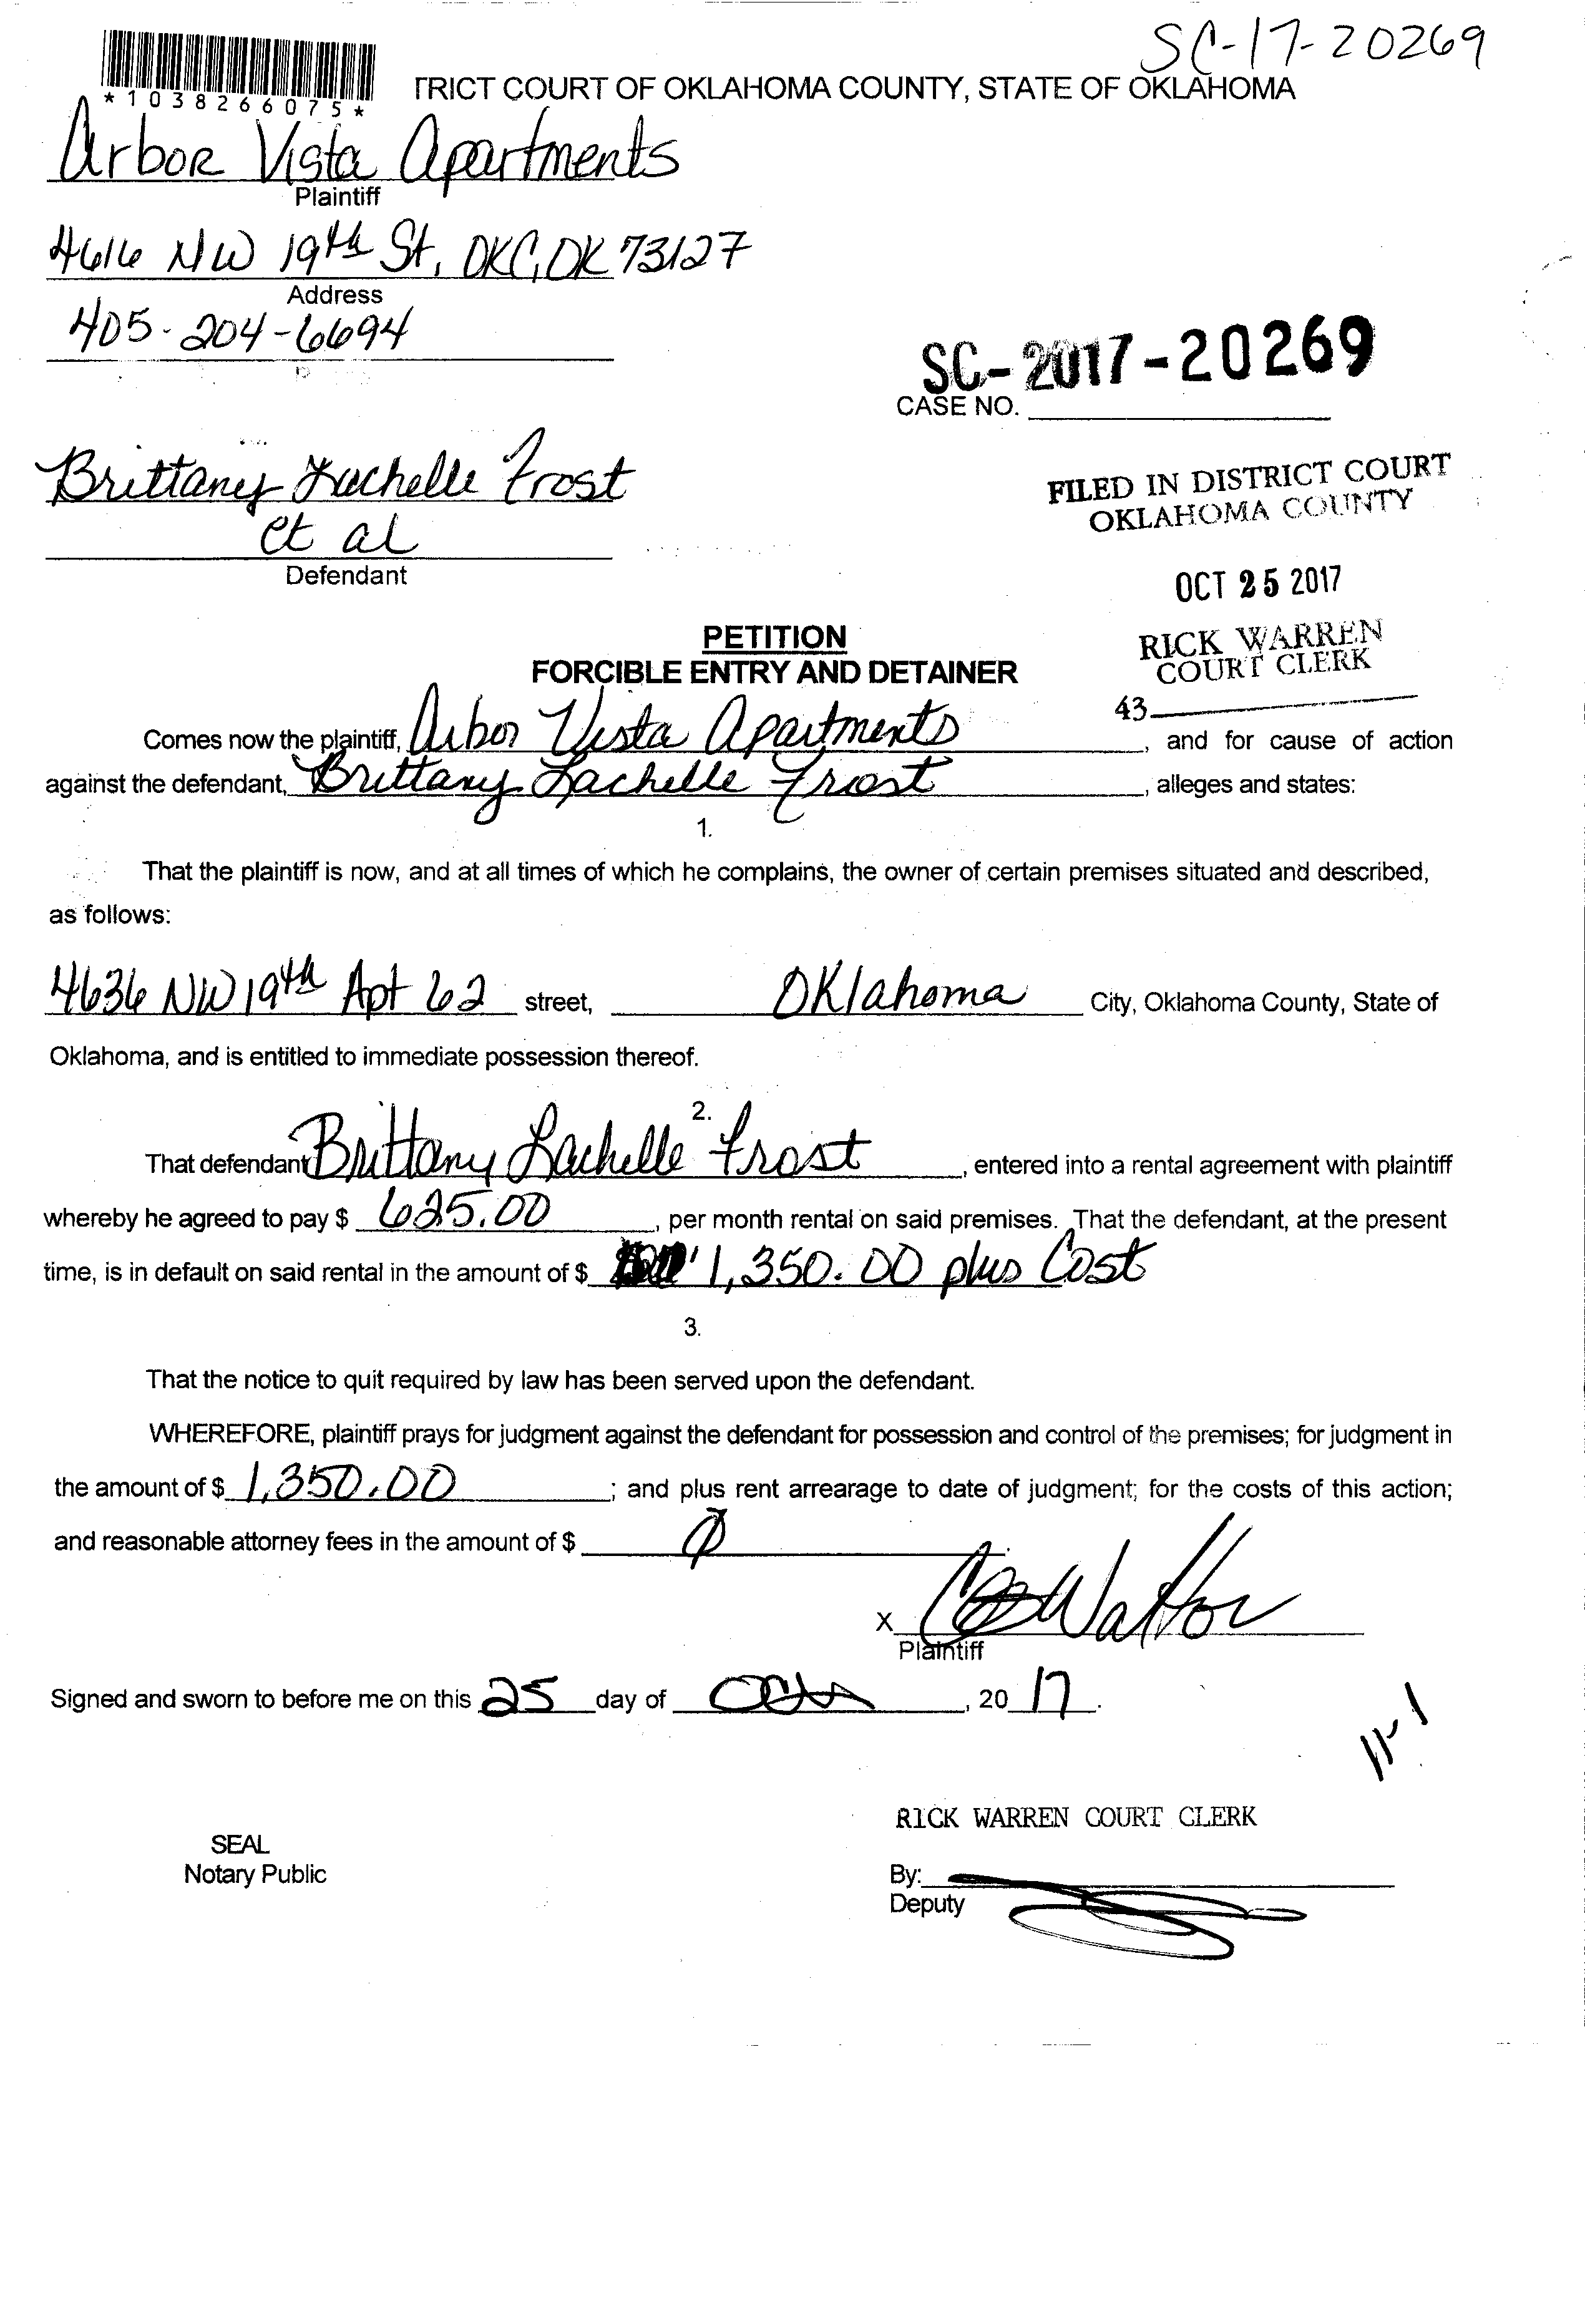 SC-17-20269
*1038266075*
TRICT COURT OF OKLAHOMA COUNTY, STATE OF OKLAHOMA
Arbor Vista Apartments
Plaintiff
4616 NW 19th St, OKC, OK 73127
Address
405-204-6694
SC-2017-20269
CASE NO.
Brittany Lachelle Frost
et al
Defendant
FILED IN DISTRICT COURT
OKLAHOMA COUNTY
OCT 25 2017
RICK WARREN
COURT CLERK
43
PETITION
FORCIBLE ENTRY AND DETAINER
Comes now the plaintiff, Arbor Vista Apartments, and for cause of action
against the defendant, Brittany Lachelle Frost, alleges and states:
1.
That the plaintiff is now, and at all times of which he complains, the owner of certain premises situated and described,
as follows:
4636 NW 19th Apt 62 street, Oklahoma City, Oklahoma County, State of
Oklahoma, and is entitled to immediate possession thereof.
2.
That defendant Brittany Lachelle Frost, entered into a rental agreement with plaintiff
whereby he agreed to pay $ 625.00, per month rental on said premises. That the defendant, at the present
time, is in default on said rental in the amount of $ 1,350.00 plus Cost
3.
That the notice to quit required by law has been served upon the defendant.
WHEREFORE, plaintiff prays for judgment against the defendant for possession and control of the premises; for judgment in
the amount of $ 1,350.00; and plus rent arrearage to date of judgment; for the costs of this action;
and reasonable attorney fees in the amount of $ Ø.
X
Plaintiff
Signed and sworn to before me on this 25 day of , 20 17.
11-1
RICK WARREN COURT CLERK
SEAL
Notary Public
By:
Deputy